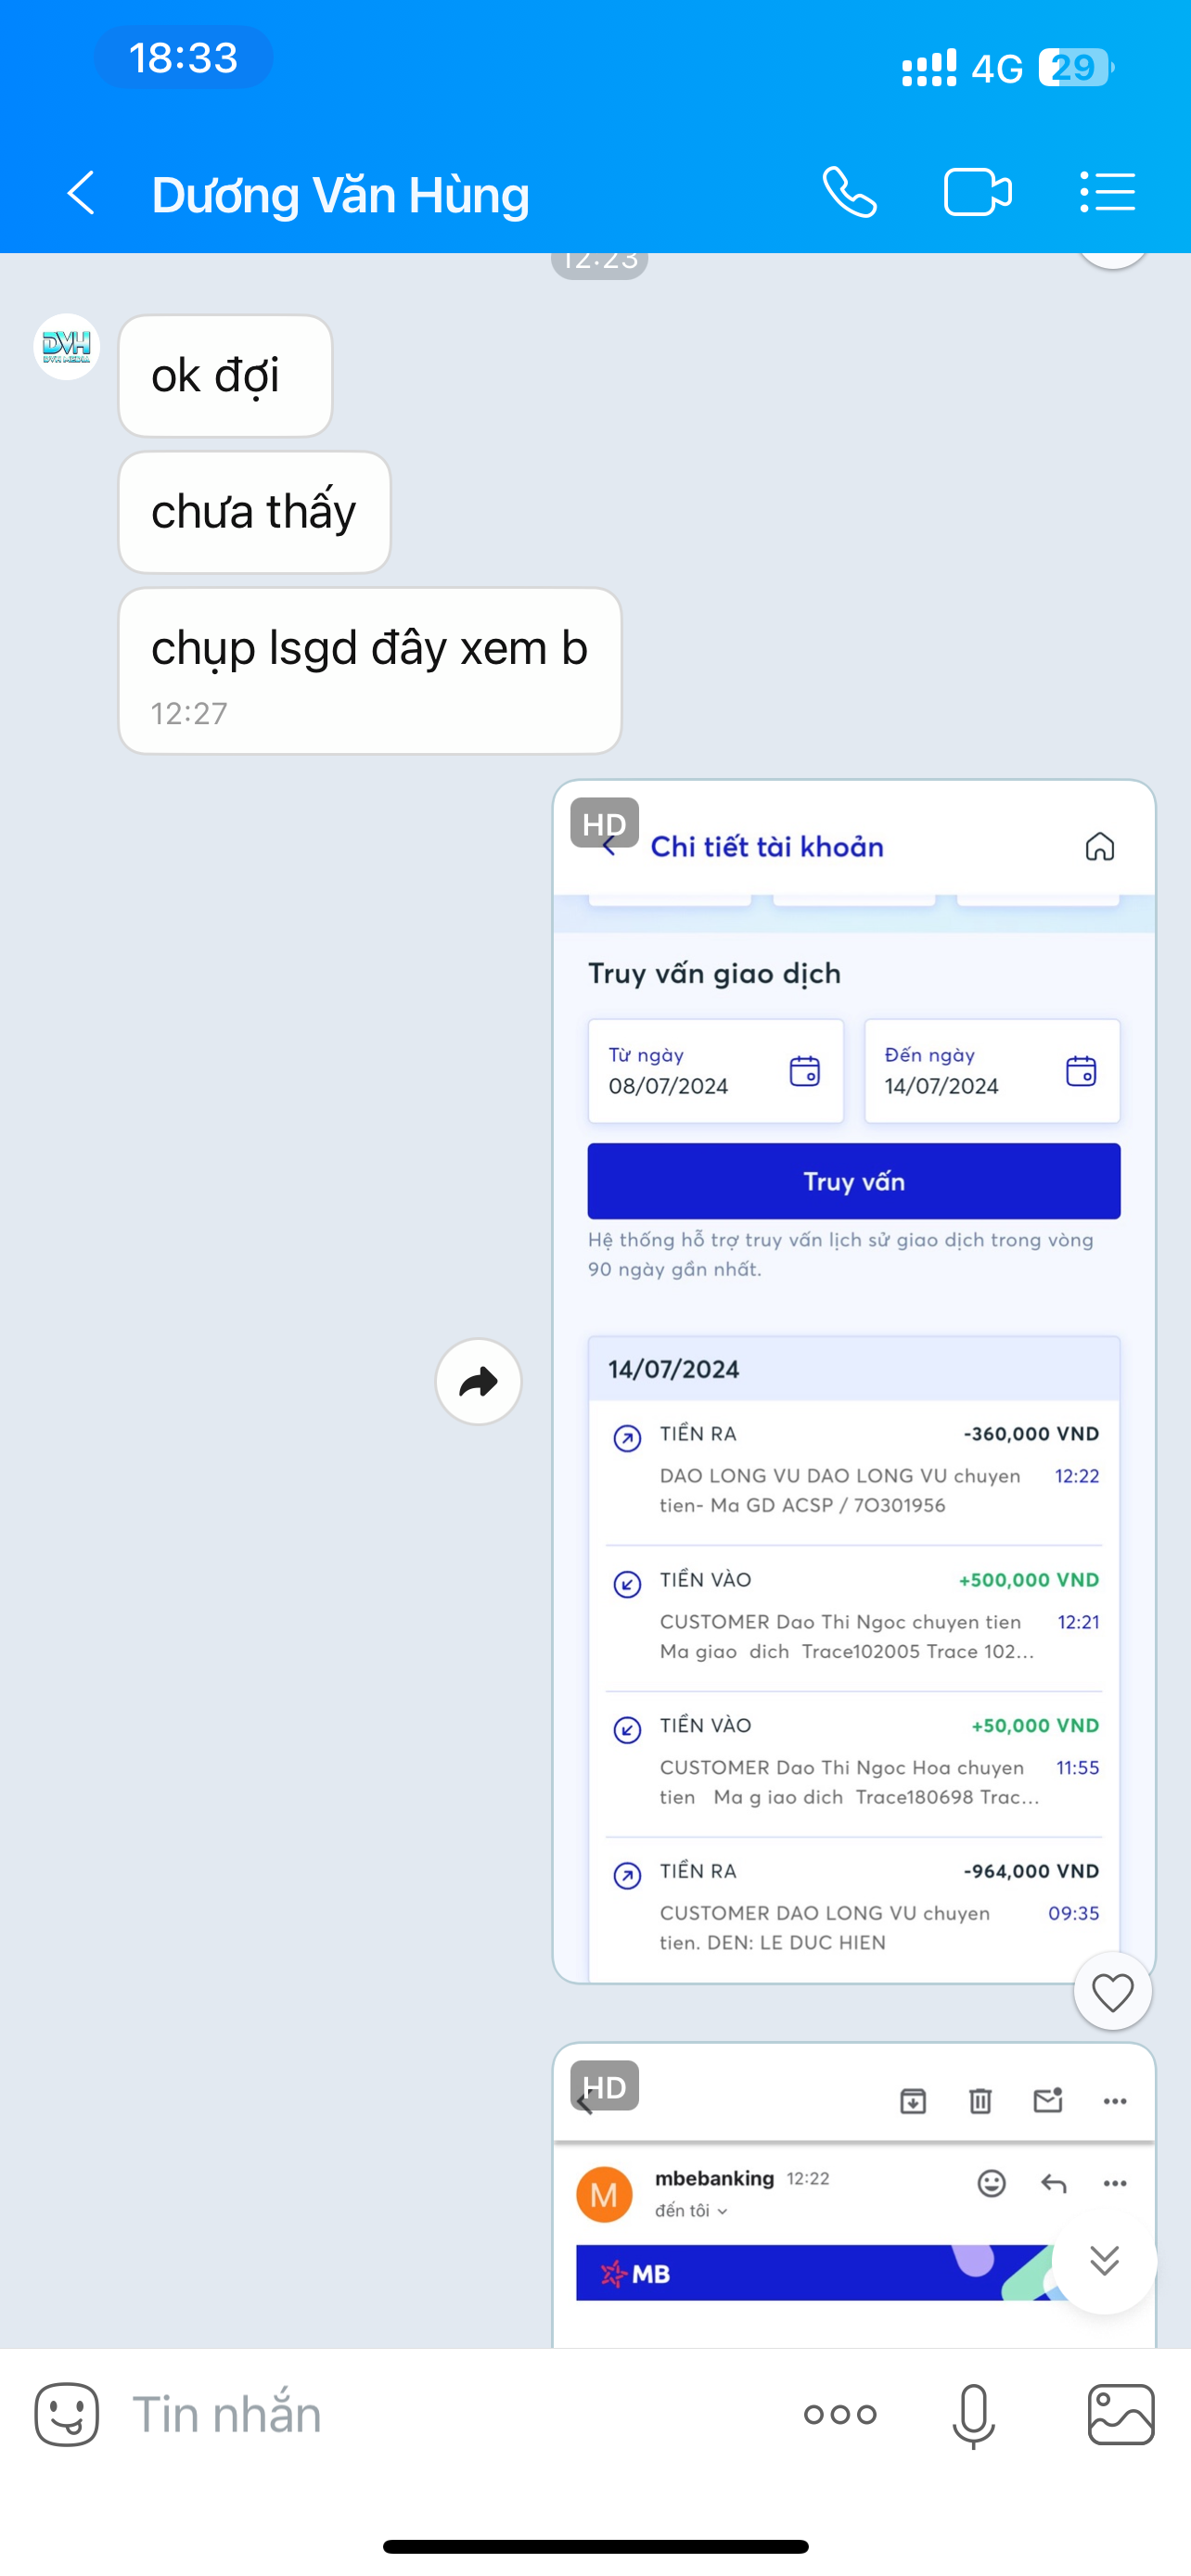 18:33
4G 29
Dương Văn Hùng
12:23
DVH
DVH MEDIA
ok đợi
chưa thấy
chụp lsgd đây xem b
12:27
HD
Chi tiết tài khoản
Truy vấn giao dịch
Từ ngày
08/07/2024
Đến ngày
14/07/2024
Truy vấn
Hệ thống hỗ trợ truy vấn lịch sử giao dịch trong vòng
90 ngày gần nhất.
14/07/2024
TIỀN RA -360,000 VND
DAO LONG VU DAO LONG VU chuyen 12:22
tien- Ma GD ACSP / 7O301956
TIỀN VÀO +500,000 VND
CUSTOMER Dao Thi Ngoc chuyen tien 12:21
Ma giao dich Trace102005 Trace 102...
TIỀN VÀO +50,000 VND
CUSTOMER Dao Thi Ngoc Hoa chuyen 11:55
tien Ma g iao dich Trace180698 Trac...
TIỀN RA -964,000 VND
CUSTOMER DAO LONG VU chuyen 09:35
tien. DEN: LE DUC HIEN
HD
M
mbebanking 12:22
đến tôi
MB
Tin nhắn